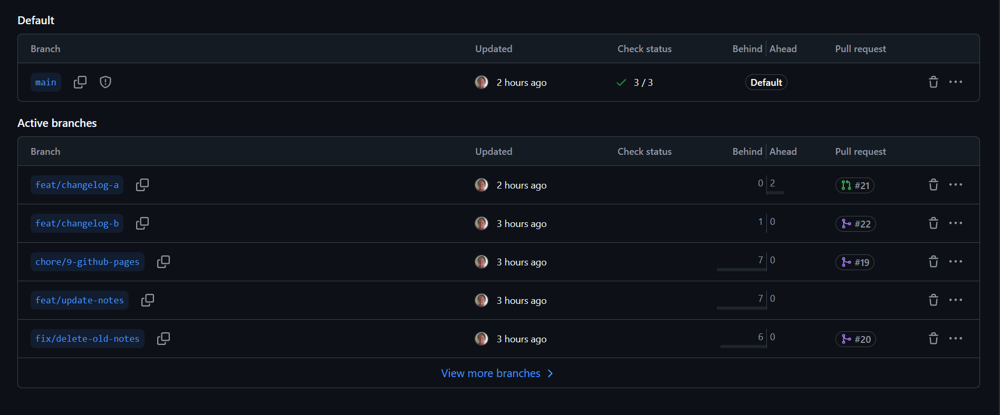 Default
Branch Updated Check status Behind Ahead Pull request
main 2 hours ago 3 / 3 Default
Active branches
Branch Updated Check status Behind Ahead Pull request
feat/changelog-a 2 hours ago 0 2 #21
feat/changelog-b 3 hours ago 1 0 #22
chore/9-github-pages 3 hours ago 7 0 #19
feat/update-notes 3 hours ago 7 0
fix/delete-old-notes 3 hours ago 6 0 #20
View more branches